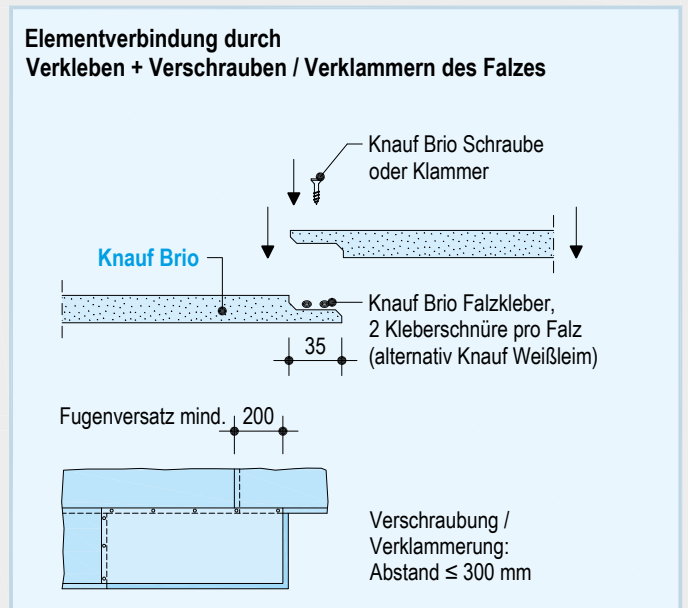 Elementverbindung durch
Verkleben + Verschrauben / Verklammern des Falzes
Knauf Brio Schraube
oder Klammer
Knauf Brio
Knauf Brio Falzkleber,
2 Kleberschnüre pro Falz
(alternativ Knauf Weißleim)
35
Fugenversatz mind. 200
Verschraubung /
Verklammerung:
Abstand ≤ 300 mm